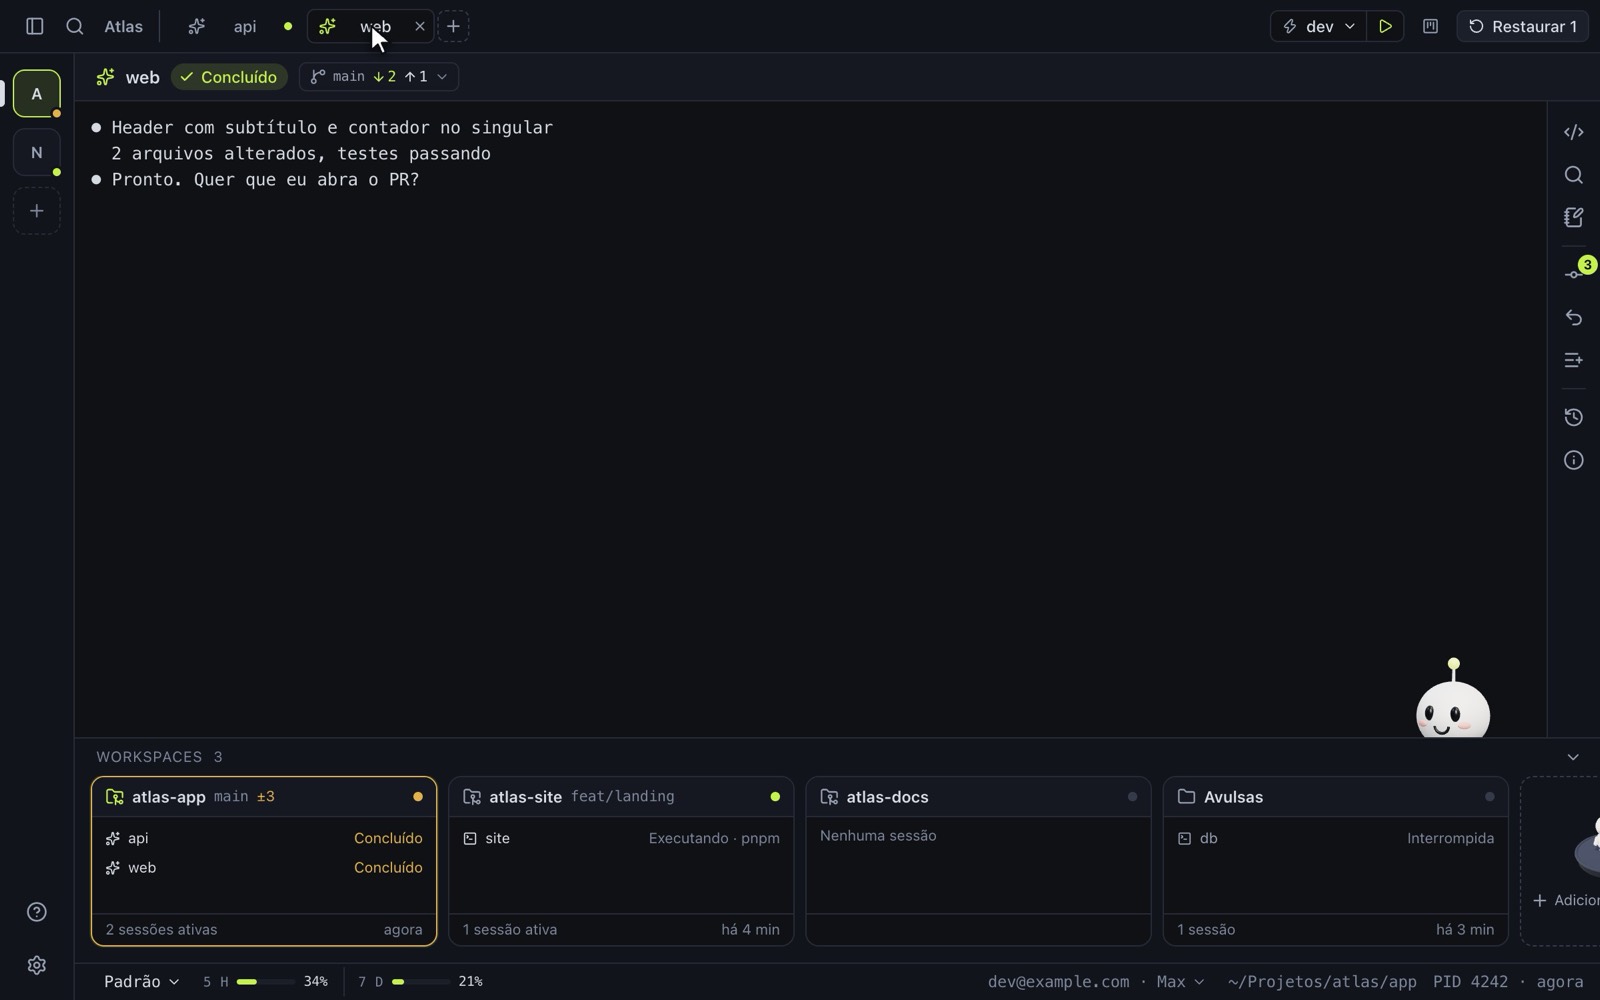 Atlas
api
web
dev
Restaurar 1
A
web
Concluído
main ↓2 ↑1
N
● Header com subtítulo e contador no singular
2 arquivos alterados, testes passando
● Pronto. Quer que eu abra o PR?
3
WORKSPACES 3
atlas-app main ±3
api Concluído
web Concluído
2 sessões ativas agora
atlas-site feat/landing
site Executando · pnpm
1 sessão ativa há 4 min
atlas-docs
Nenhuma sessão
Avulsas
db Interrompida
1 sessão há 3 min
Padrão 5 H 34% 7 D 21%
dev@example.com · Max ~/Projetos/atlas/app PID 4242 · agora